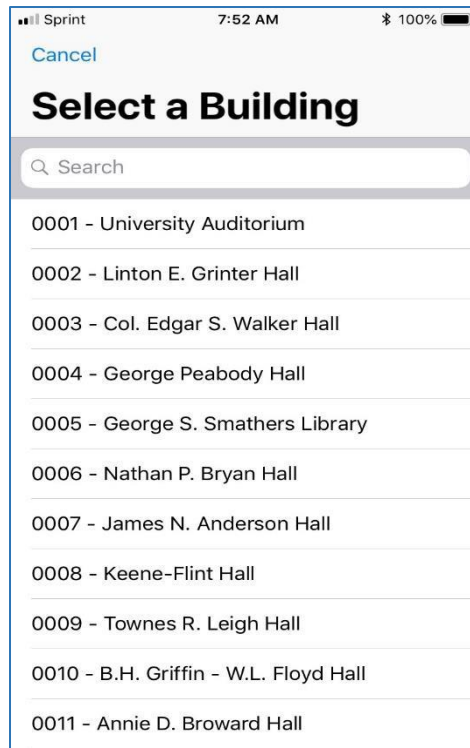 Sprint 7:52 AM 100%
Cancel
Select a Building
Search
0001 - University Auditorium
0002 - Linton E. Grinter Hall
0003 - Col. Edgar S. Walker Hall
0004 - George Peabody Hall
0005 - George S. Smathers Library
0006 - Nathan P. Bryan Hall
0007 - James N. Anderson Hall
0008 - Keene-Flint Hall
0009 - Townes R. Leigh Hall
0010 - B.H. Griffin - W.L. Floyd Hall
0011 - Annie D. Broward Hall